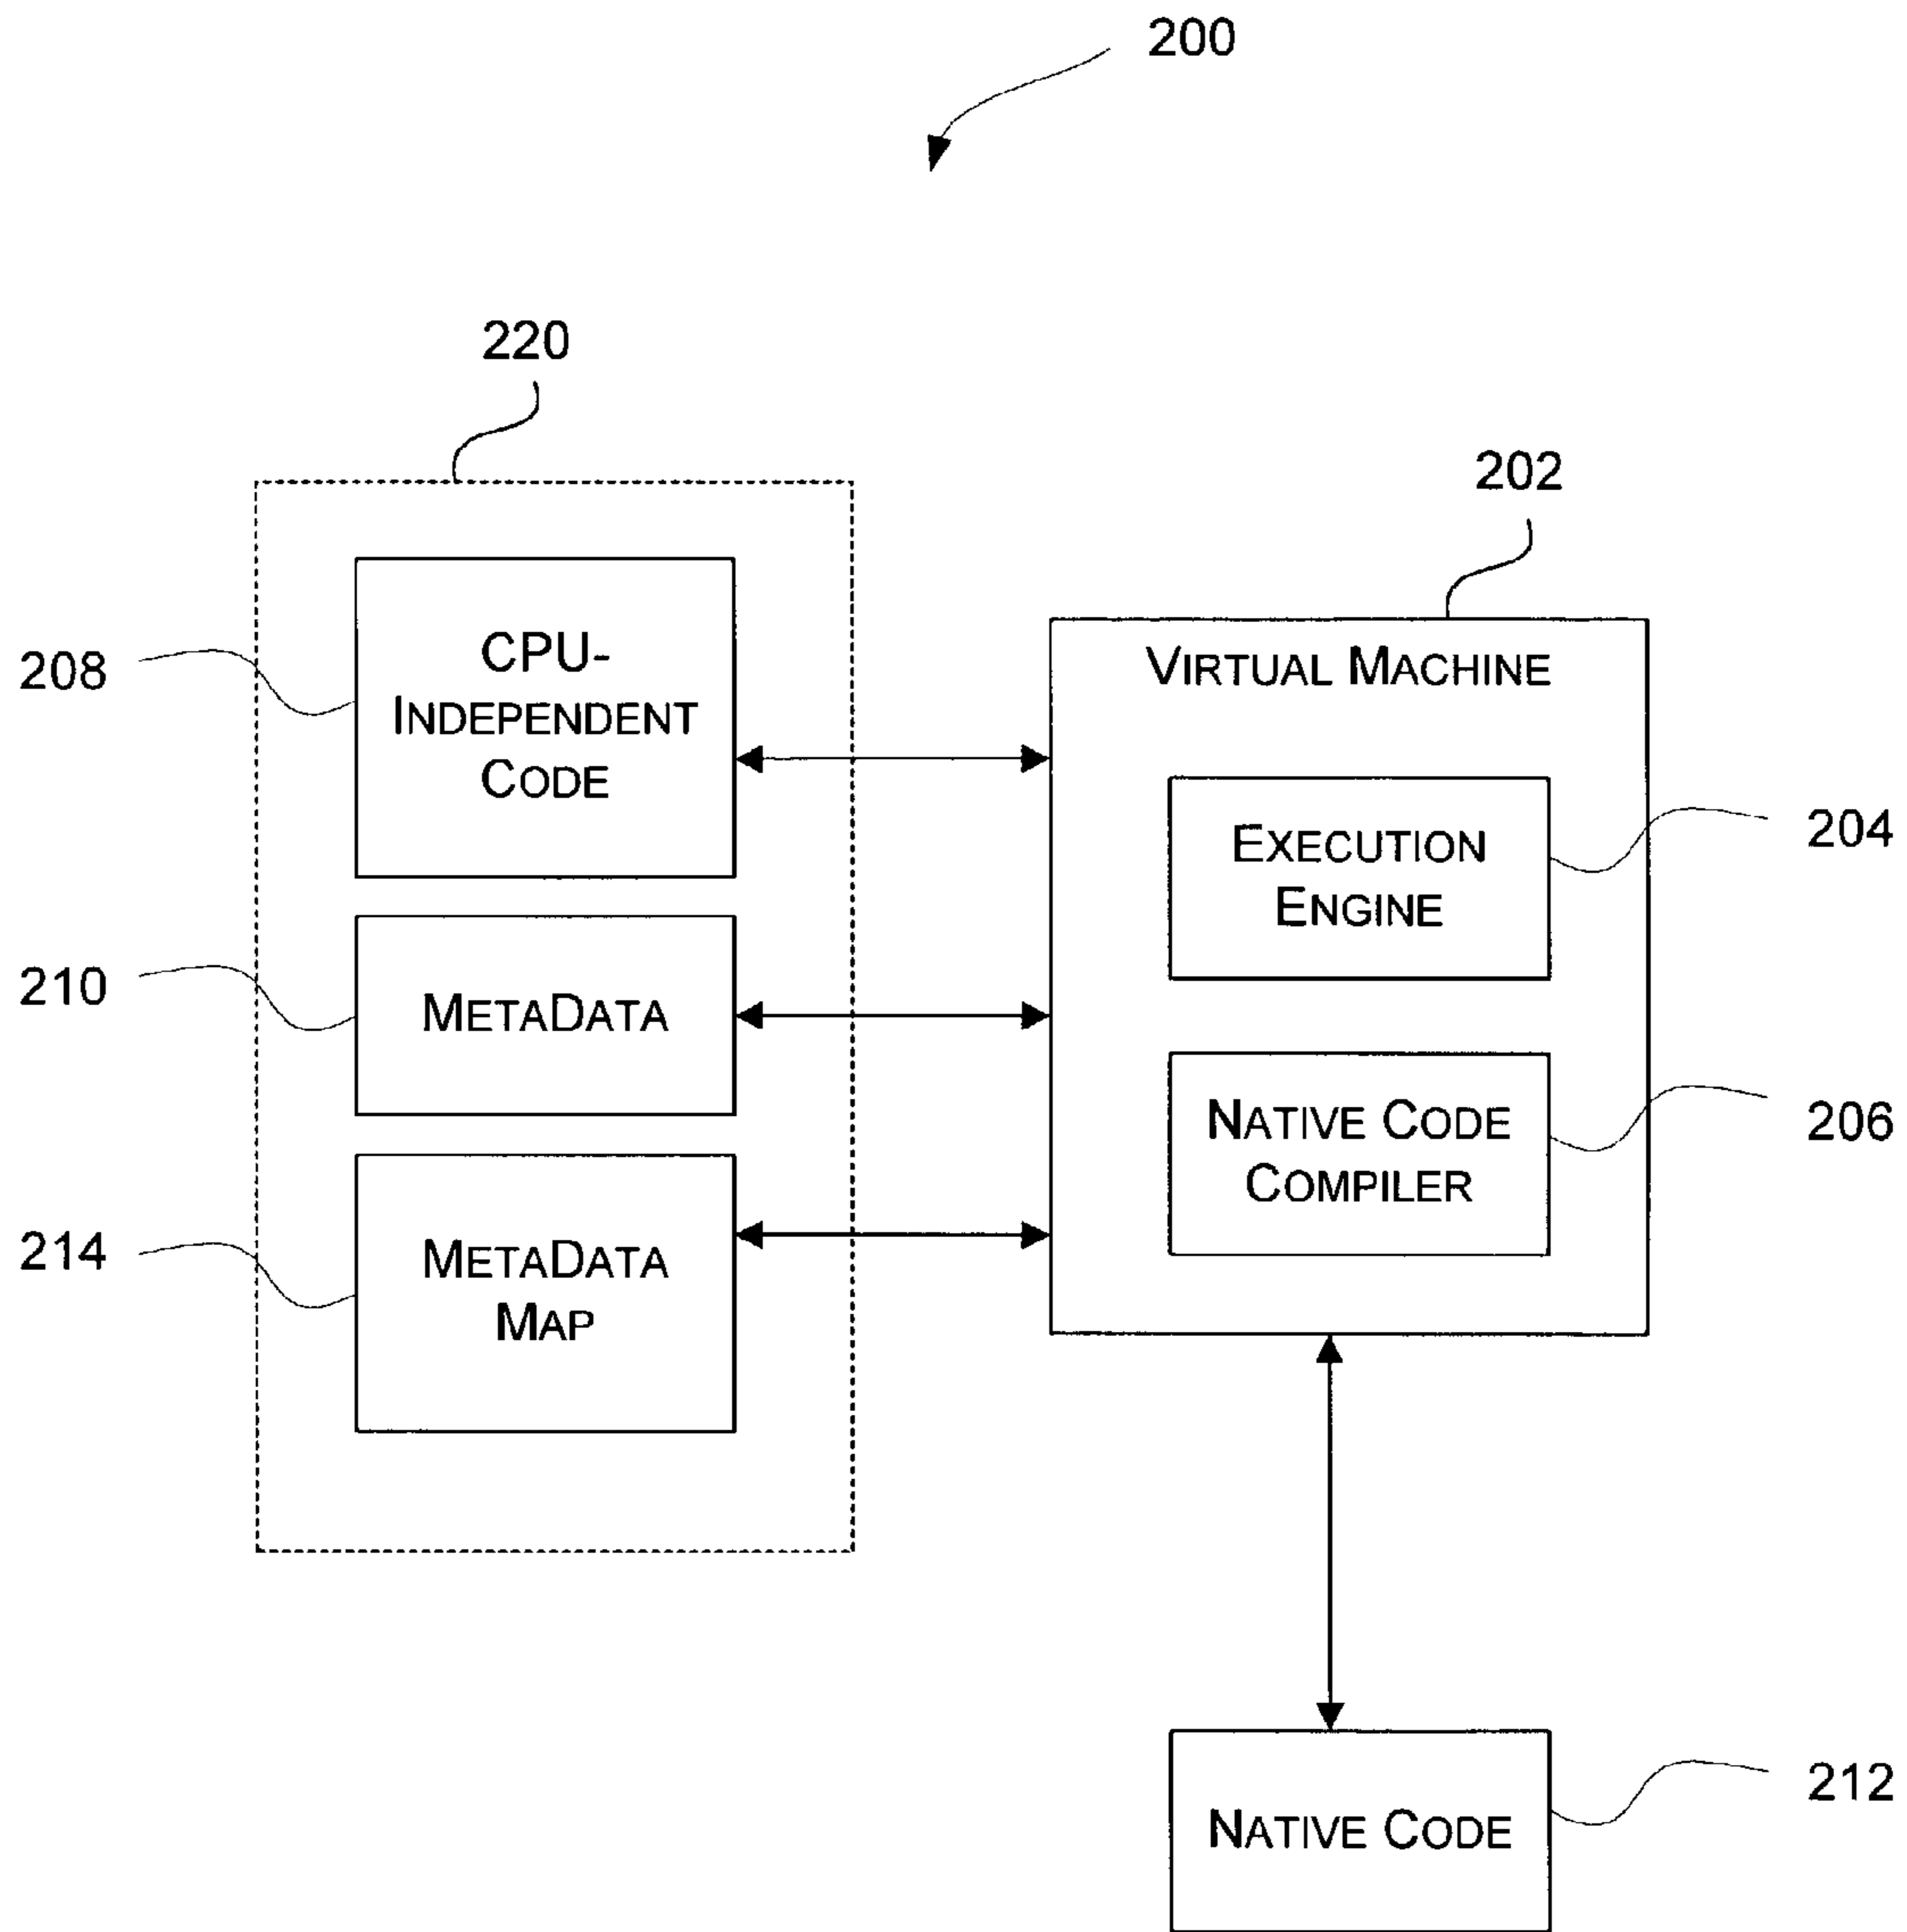 200
220
202
208
CPU-
INDEPENDENT
CODE
VIRTUAL MACHINE
EXECUTION
ENGINE
204
210
METADATA
NATIVE CODE
COMPILER
206
214
METADATA
MAP
NATIVE CODE
212